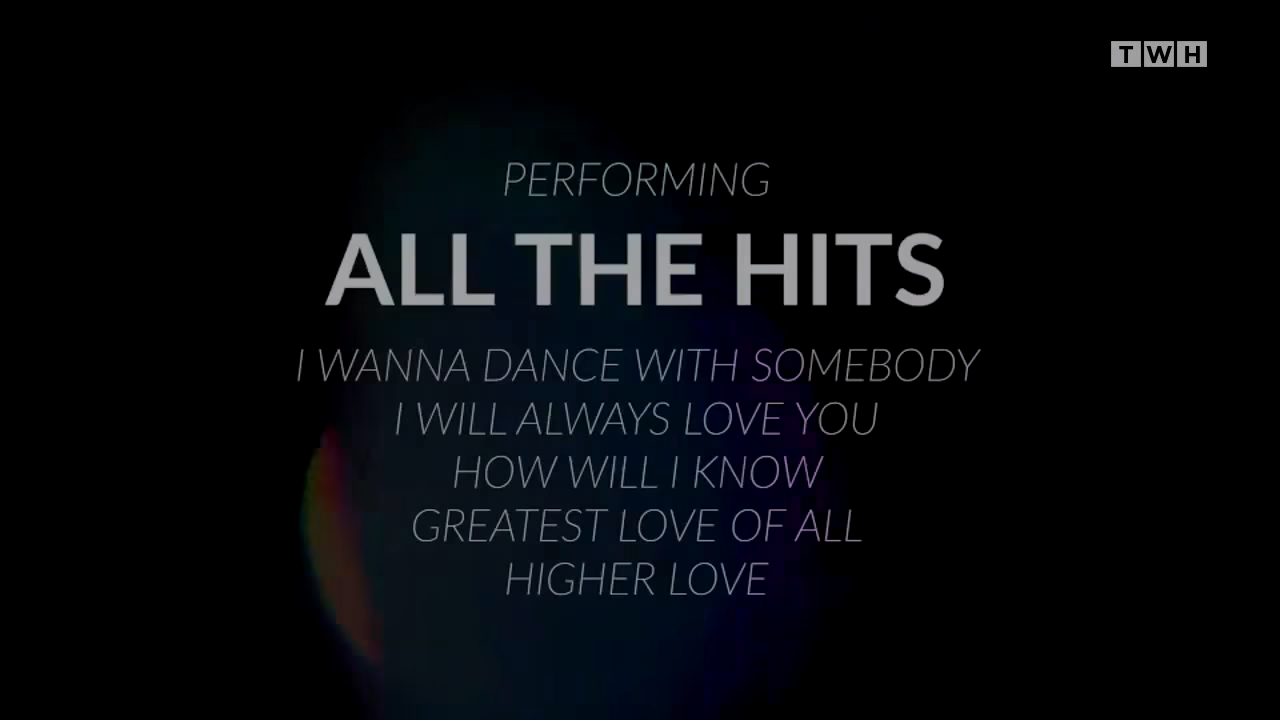 TWH
PERFORMING
ALL THE HITS
I WANNA DANCE WITH SOMEBODY
I WILL ALWAYS LOVE YOU
HOW WILL I KNOW
GREATEST LOVE OF ALL
HIGHER LOVE